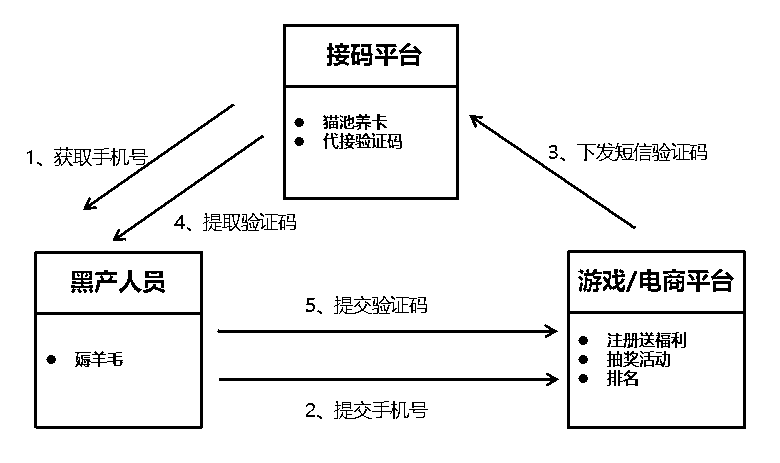 接码平台
● 猫池养卡
● 代接验证码
1、获取手机号
3、下发短信验证码
4、提取验证码
黑产人员
● 薅羊毛
游戏/电商平台
● 注册送福利
● 抽奖活动
● 排名
5、提交验证码
2、提交手机号